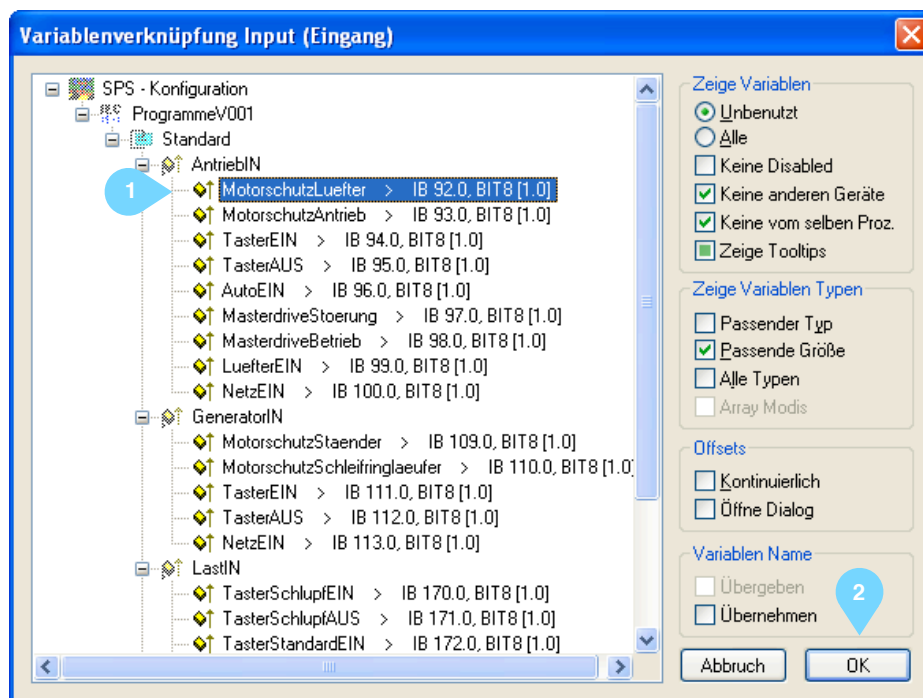 Variablenverknüpfung Input (Eingang)
SPS - Konfiguration
ProgrammeV001
Standard
AntriebIN
1
MotorschutzLuefter > IB 92.0, BIT8 [1.0]
MotorschutzAntrieb > IB 93.0, BIT8 [1.0]
TasterEIN > IB 94.0, BIT8 [1.0]
TasterAUS > IB 95.0, BIT8 [1.0]
AutoEIN > IB 96.0, BIT8 [1.0]
MasterdriveStoerung > IB 97.0, BIT8 [1.0]
MasterdriveBetrieb > IB 98.0, BIT8 [1.0]
LuefterEIN > IB 99.0, BIT8 [1.0]
NetzEIN > IB 100.0, BIT8 [1.0]
GeneratorIN
MotorschutzStaender > IB 109.0, BIT8 [1.0]
MotorschutzSchleifringlaeufer > IB 110.0, BIT8 [1.0]
TasterEIN > IB 111.0, BIT8 [1.0]
TasterAUS > IB 112.0, BIT8 [1.0]
NetzEIN > IB 113.0, BIT8 [1.0]
LastIN
TasterSchlupfEIN > IB 170.0, BIT8 [1.0]
TasterSchlupfAUS > IB 171.0, BIT8 [1.0]
TasterStandardEIN > IB 172.0, BIT8 [1.0]
Zeige Variablen
Unbenutzt
Alle
Keine Disabled
Keine anderen Geräte
Keine vom selben Proz.
Zeige Tooltips
Zeige Variablen Typen
Passender Typ
Passende Größe
Alle Typen
Array Modis
Offsets
Kontinuierlich
Öffne Dialog
Variablen Name
Übergeben
Übernehmen
2
Abbruch
OK